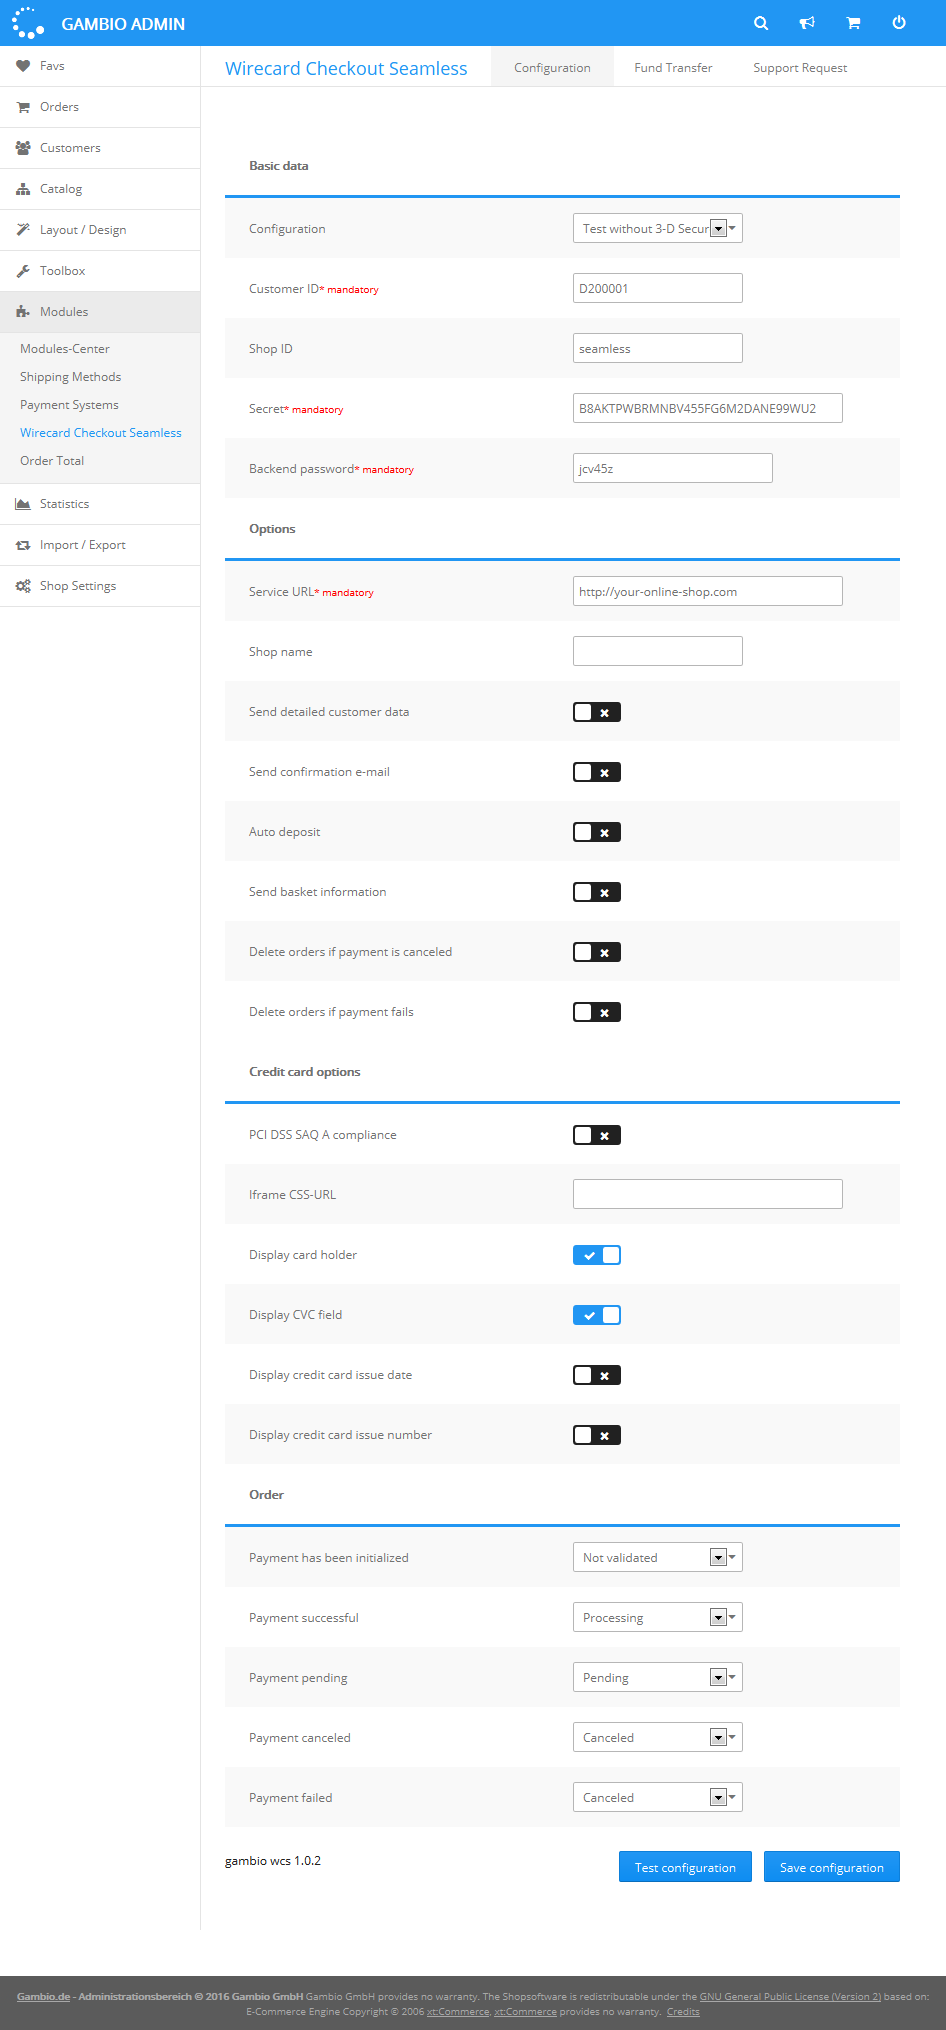 GAMBIO ADMIN
Favs
Orders
Customers
Catalog
Layout / Design
Toolbox
Modules
Modules-Center
Shipping Methods
Payment Systems
Wirecard Checkout Seamless
Order Total
Statistics
Import / Export
Shop Settings
Wirecard Checkout Seamless
Configuration
Fund Transfer
Support Request
Basic data
Configuration Test without 3-D Secur
Customer ID* mandatory D200001
Shop ID seamless
Secret* mandatory B8AKTPWBRMNBV455FG6M2DANE99WU2
Backend password* mandatory jcv45z
Options
Service URL* mandatory http://your-online-shop.com
Shop name
Send detailed customer data
Send confirmation e-mail
Auto deposit
Send basket information
Delete orders if payment is canceled
Delete orders if payment fails
Credit card options
PCI DSS SAQ A compliance
Iframe CSS-URL
Display card holder
Display CVC field
Display credit card issue date
Display credit card issue number
Order
Payment has been initialized Not validated
Payment successful Processing
Payment pending Pending
Payment canceled Canceled
Payment failed Canceled
gambio wcs 1.0.2
Test configuration
Save configuration
Gambio.de - Administrationsbereich © 2016 Gambio GmbH Gambio GmbH provides no warranty. The Shopsoftware is redistributable under the GNU General Public License (Version 2) based on:
E-Commerce Engine Copyright © 2006 xt:Commerce, xt:Commerce provides no warranty. Credits